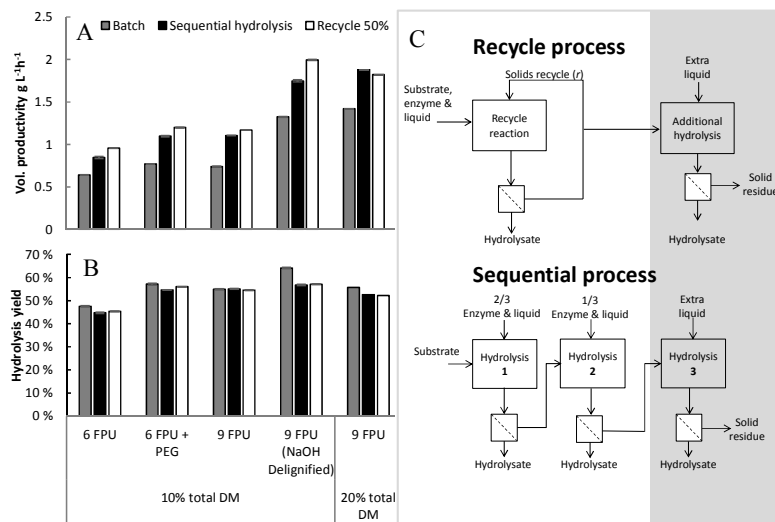 A
Batch
Sequential hydrolysis
Recycle 50%
Vol. productivity g L⁻¹h⁻¹
2.5
2
1.5
1
0.5
0
B
Hydrolysis yield
70 %
60 %
50 %
40 %
30 %
20 %
10 %
0 %
6 FPU
6 FPU +
PEG
9 FPU
9 FPU
(NaOH
Delignified)
9 FPU
10% total DM
20% total
DM
C
Recycle process
Solids recycle (r)
Substrate,
enzyme &
liquid
Recycle
reaction
Hydrolysate
Extra
liquid
Additional
hydrolysis
Solid
residue
Hydrolysate
Sequential process
2/3
Enzyme & liquid
1/3
Enzyme & liquid
Extra
liquid
Substrate
Hydrolysis
1
Hydrolysis
2
Hydrolysis
3
Solid
residue
Hydrolysate
Hydrolysate
Hydrolysate